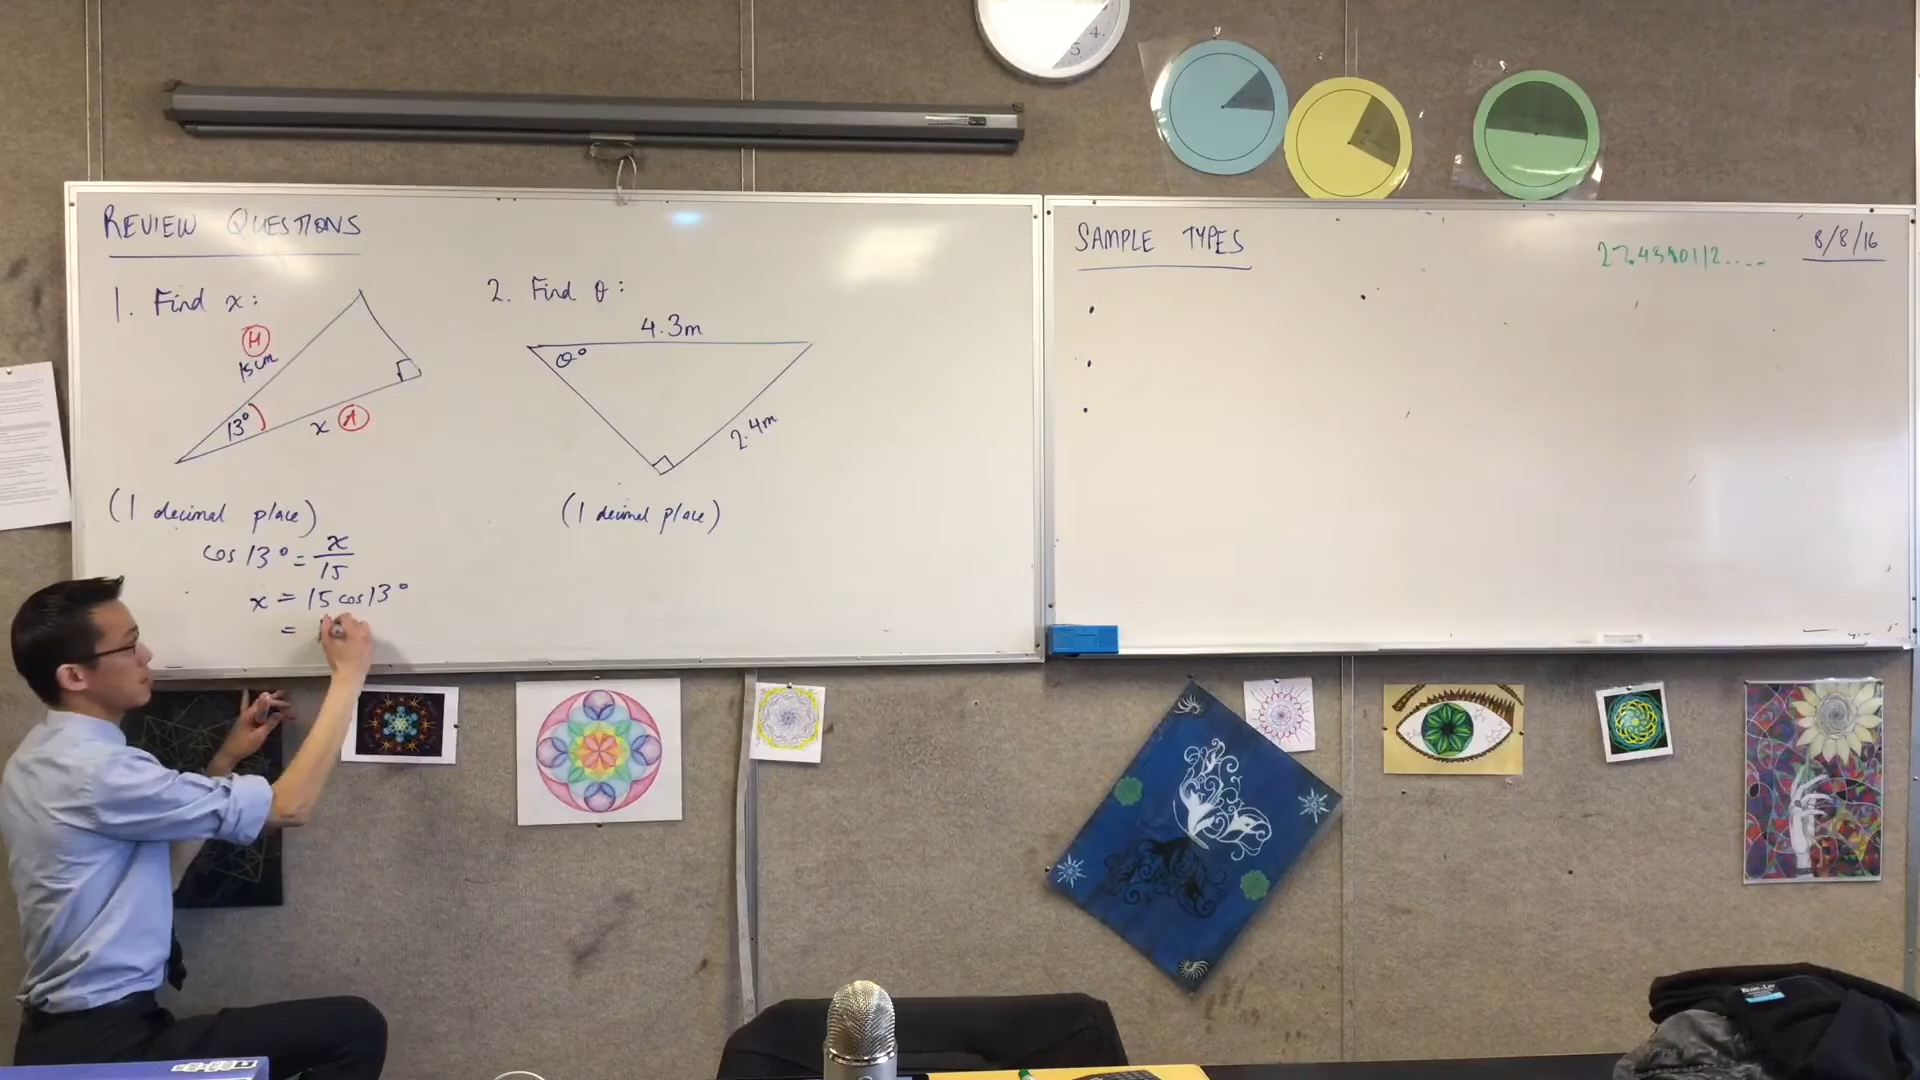 REVIEW QUESTIONS
1. Find x:
H
15cm
13°
x A
(1 decimal place)
cos 13° = x/15
x = 15 cos 13°
=
2. Find θ:
4.3m
θ°
2.4m
(1 decimal place)
SAMPLE TYPES
8/8/16